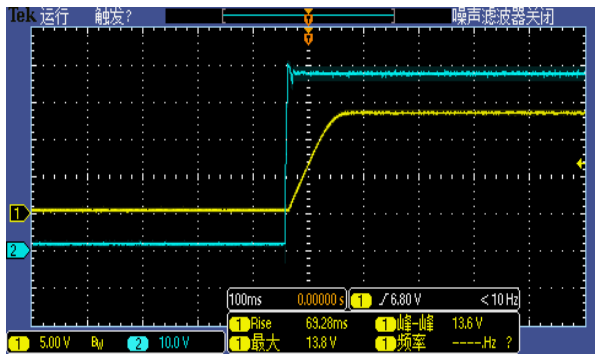 Tek 运行 触发? 噪声滤波器关闭
1
2
100ms 0.00000 s 1 6.80 V < 10 Hz
1 Rise 69.28ms 1 峰-峰 13.6 V
1 最大 13.8 V 1 频率 ----.Hz ?
1 5.00 V BW 2 10.0 V